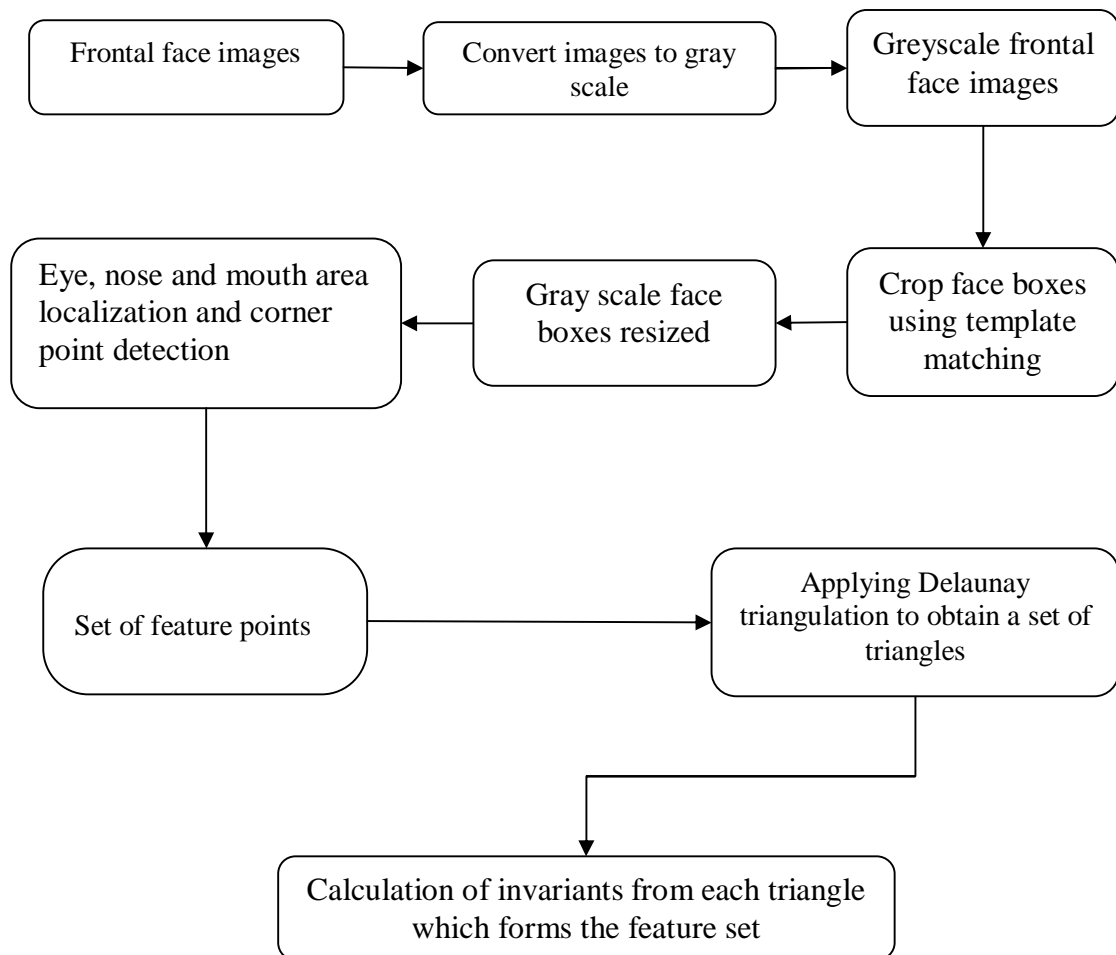 Frontal face images
Convert images to gray
scale
Greyscale frontal
face images
Crop face boxes
using template
matching
Gray scale face
boxes resized
Eye, nose and mouth area
localization and corner
point detection
Set of feature points
Applying Delaunay
triangulation to obtain a set of
triangles
Calculation of invariants from each triangle
which forms the feature set